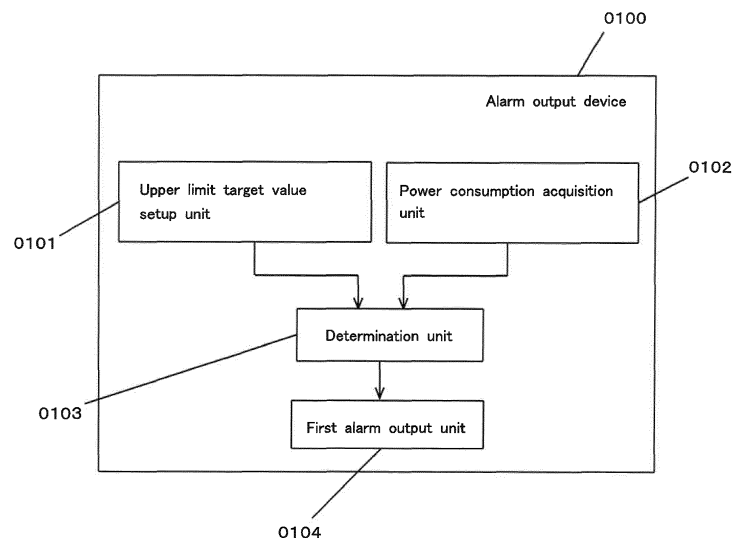 0100
Alarm output device
Upper limit target value
setup unit
Power consumption acquisition
unit
0102
0101
Determination unit
0103
First alarm output unit
0104